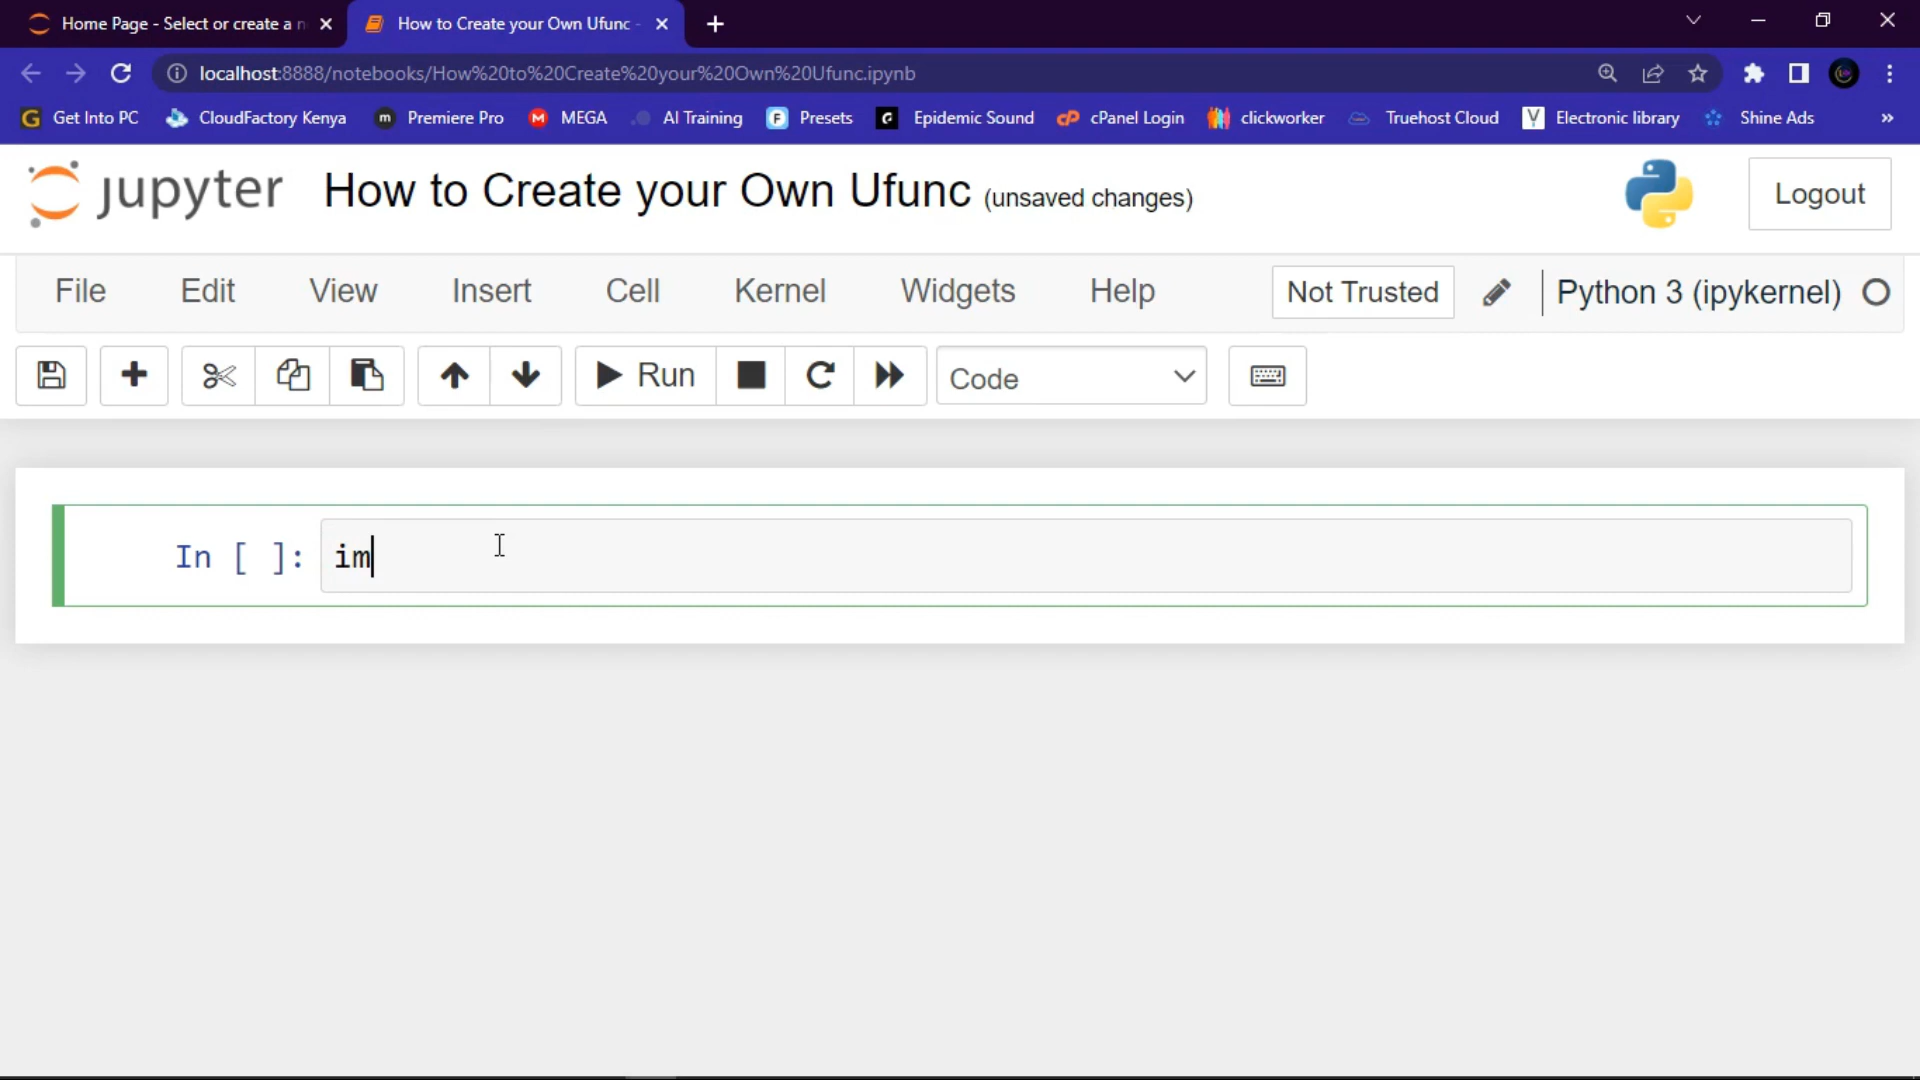 Home Page - Select or create a n
How to Create your Own Ufunc -
localhost:8888/notebooks/How%20to%20Create%20your%20Own%20Ufunc.ipynb
Get Into PC
CloudFactory Kenya
m Premiere Pro
M MEGA
AI Training
F Presets
Epidemic Sound
cP cPanel Login
clickworker
Truehost Cloud
Electronic library
Shine Ads
»
jupyter How to Create your Own Ufunc (unsaved changes)
Logout
File Edit View Insert Cell Kernel Widgets Help
Not Trusted
Python 3 (ipykernel)
Run
Code
In [ ]: im